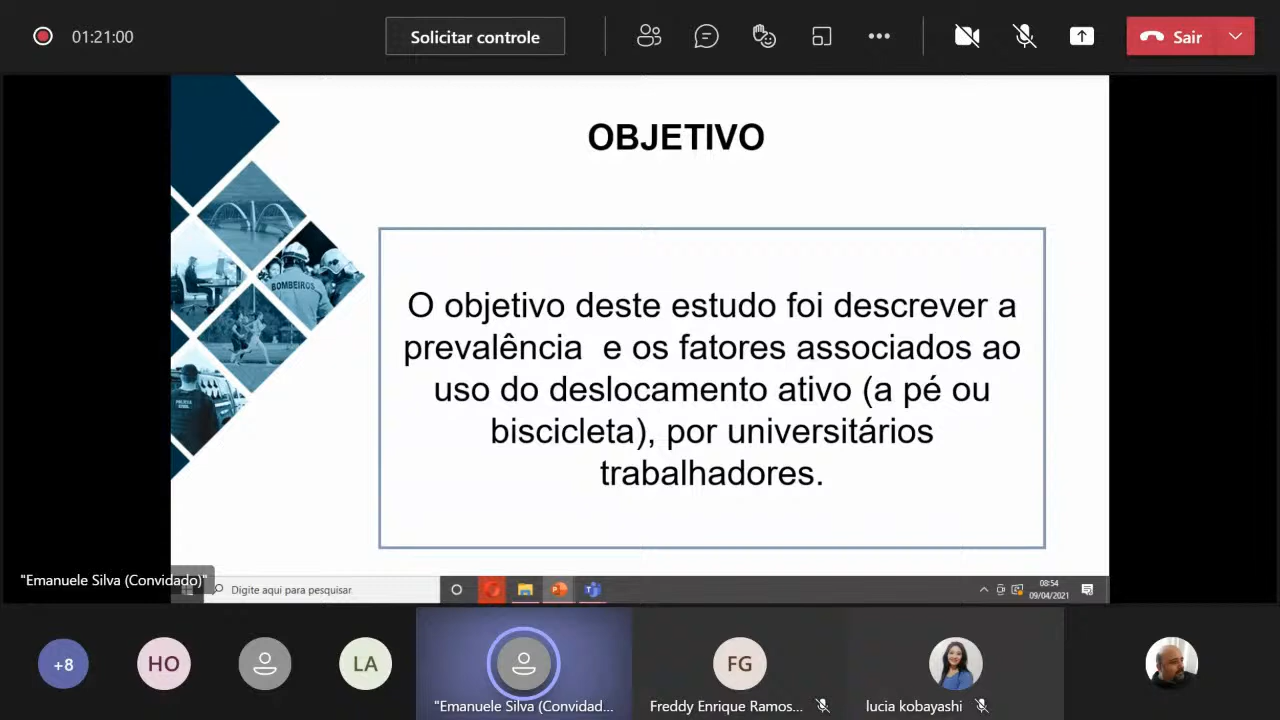 01:21:00
Solicitar controle
Sair
OBJETIVO
BOMBEIROS
O objetivo deste estudo foi descrever a
prevalência e os fatores associados ao
uso do deslocamento ativo (a pé ou
biscicleta), por universitários
trabalhadores.
"Emanuele Silva (Convidado)"
Digite aqui para pesquisar
08:54
09/04/2021
+8
HO
LA
"Emanuele Silva (Convidad...
FG
Freddy Enrique Ramos...
lucia kobayashi